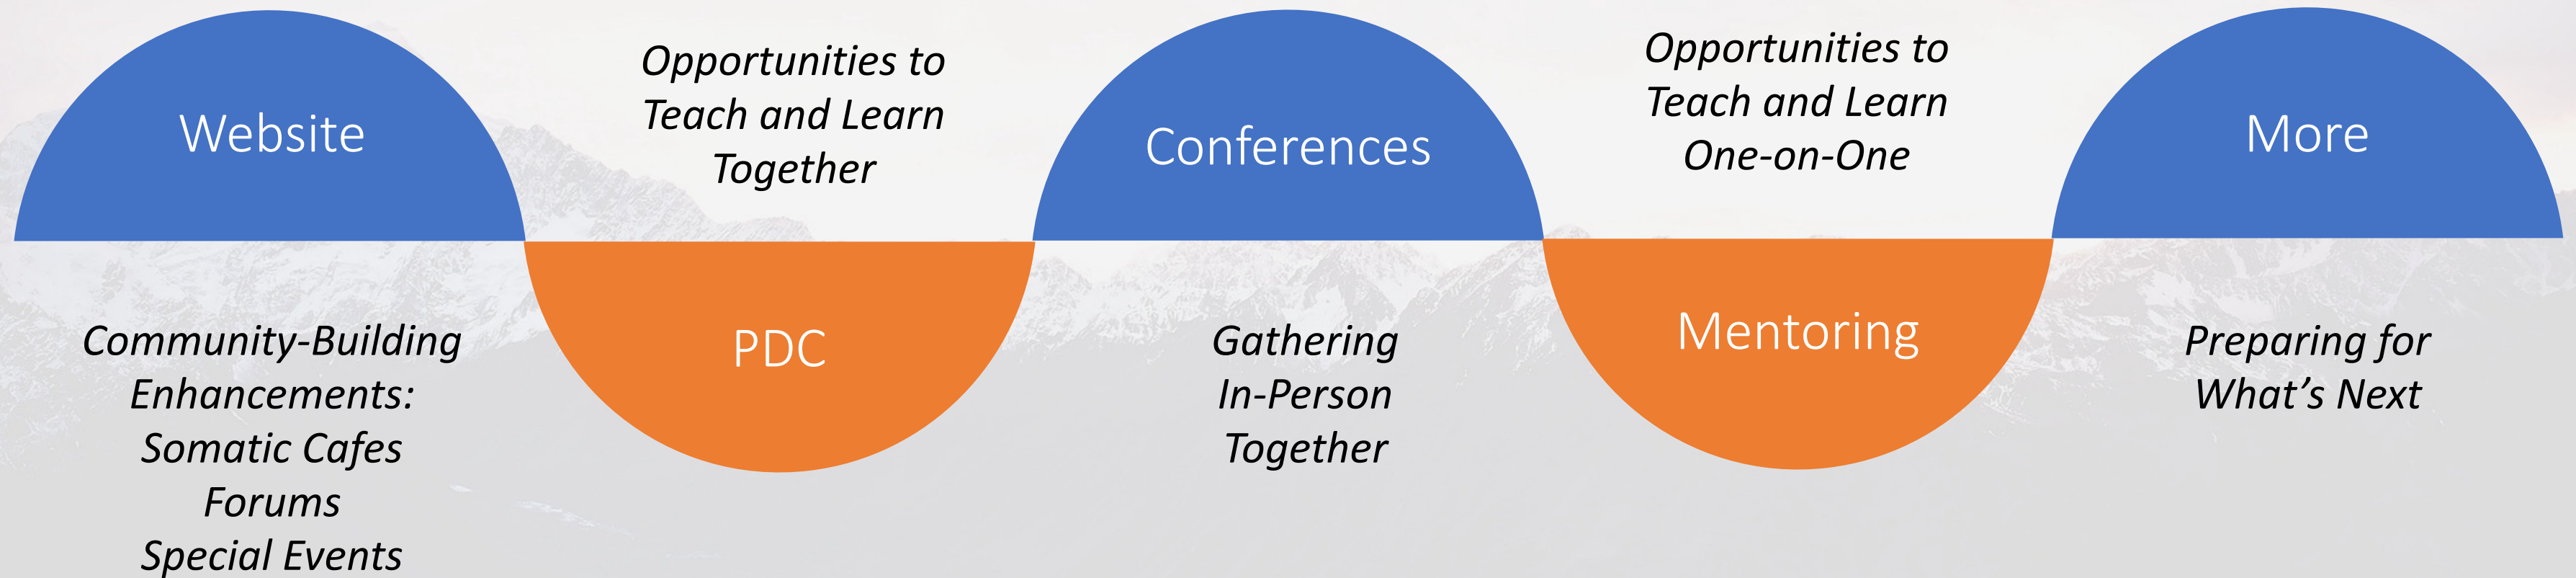 Website
Community-Building
Enhancements:
Somatic Cafes
Forums
Special Events
Opportunities to
Teach and Learn
Together
PDC
Conferences
Gathering
In-Person
Together
Opportunities to
Teach and Learn
One-on-One
Mentoring
More
Preparing for
What’s Next